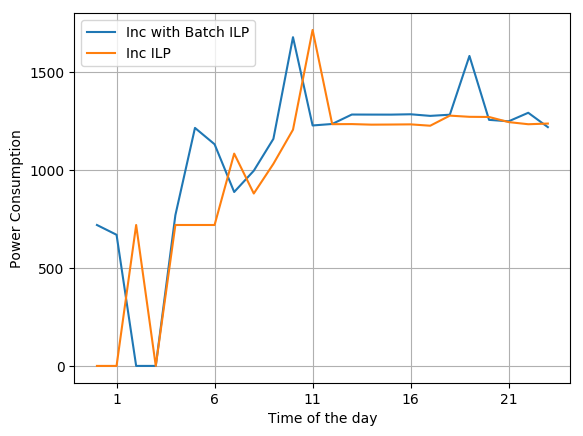 Inc with Batch ILP
Inc ILP
1500
1000
500
0
Power Consumption
1 6 11 16 21
Time of the day